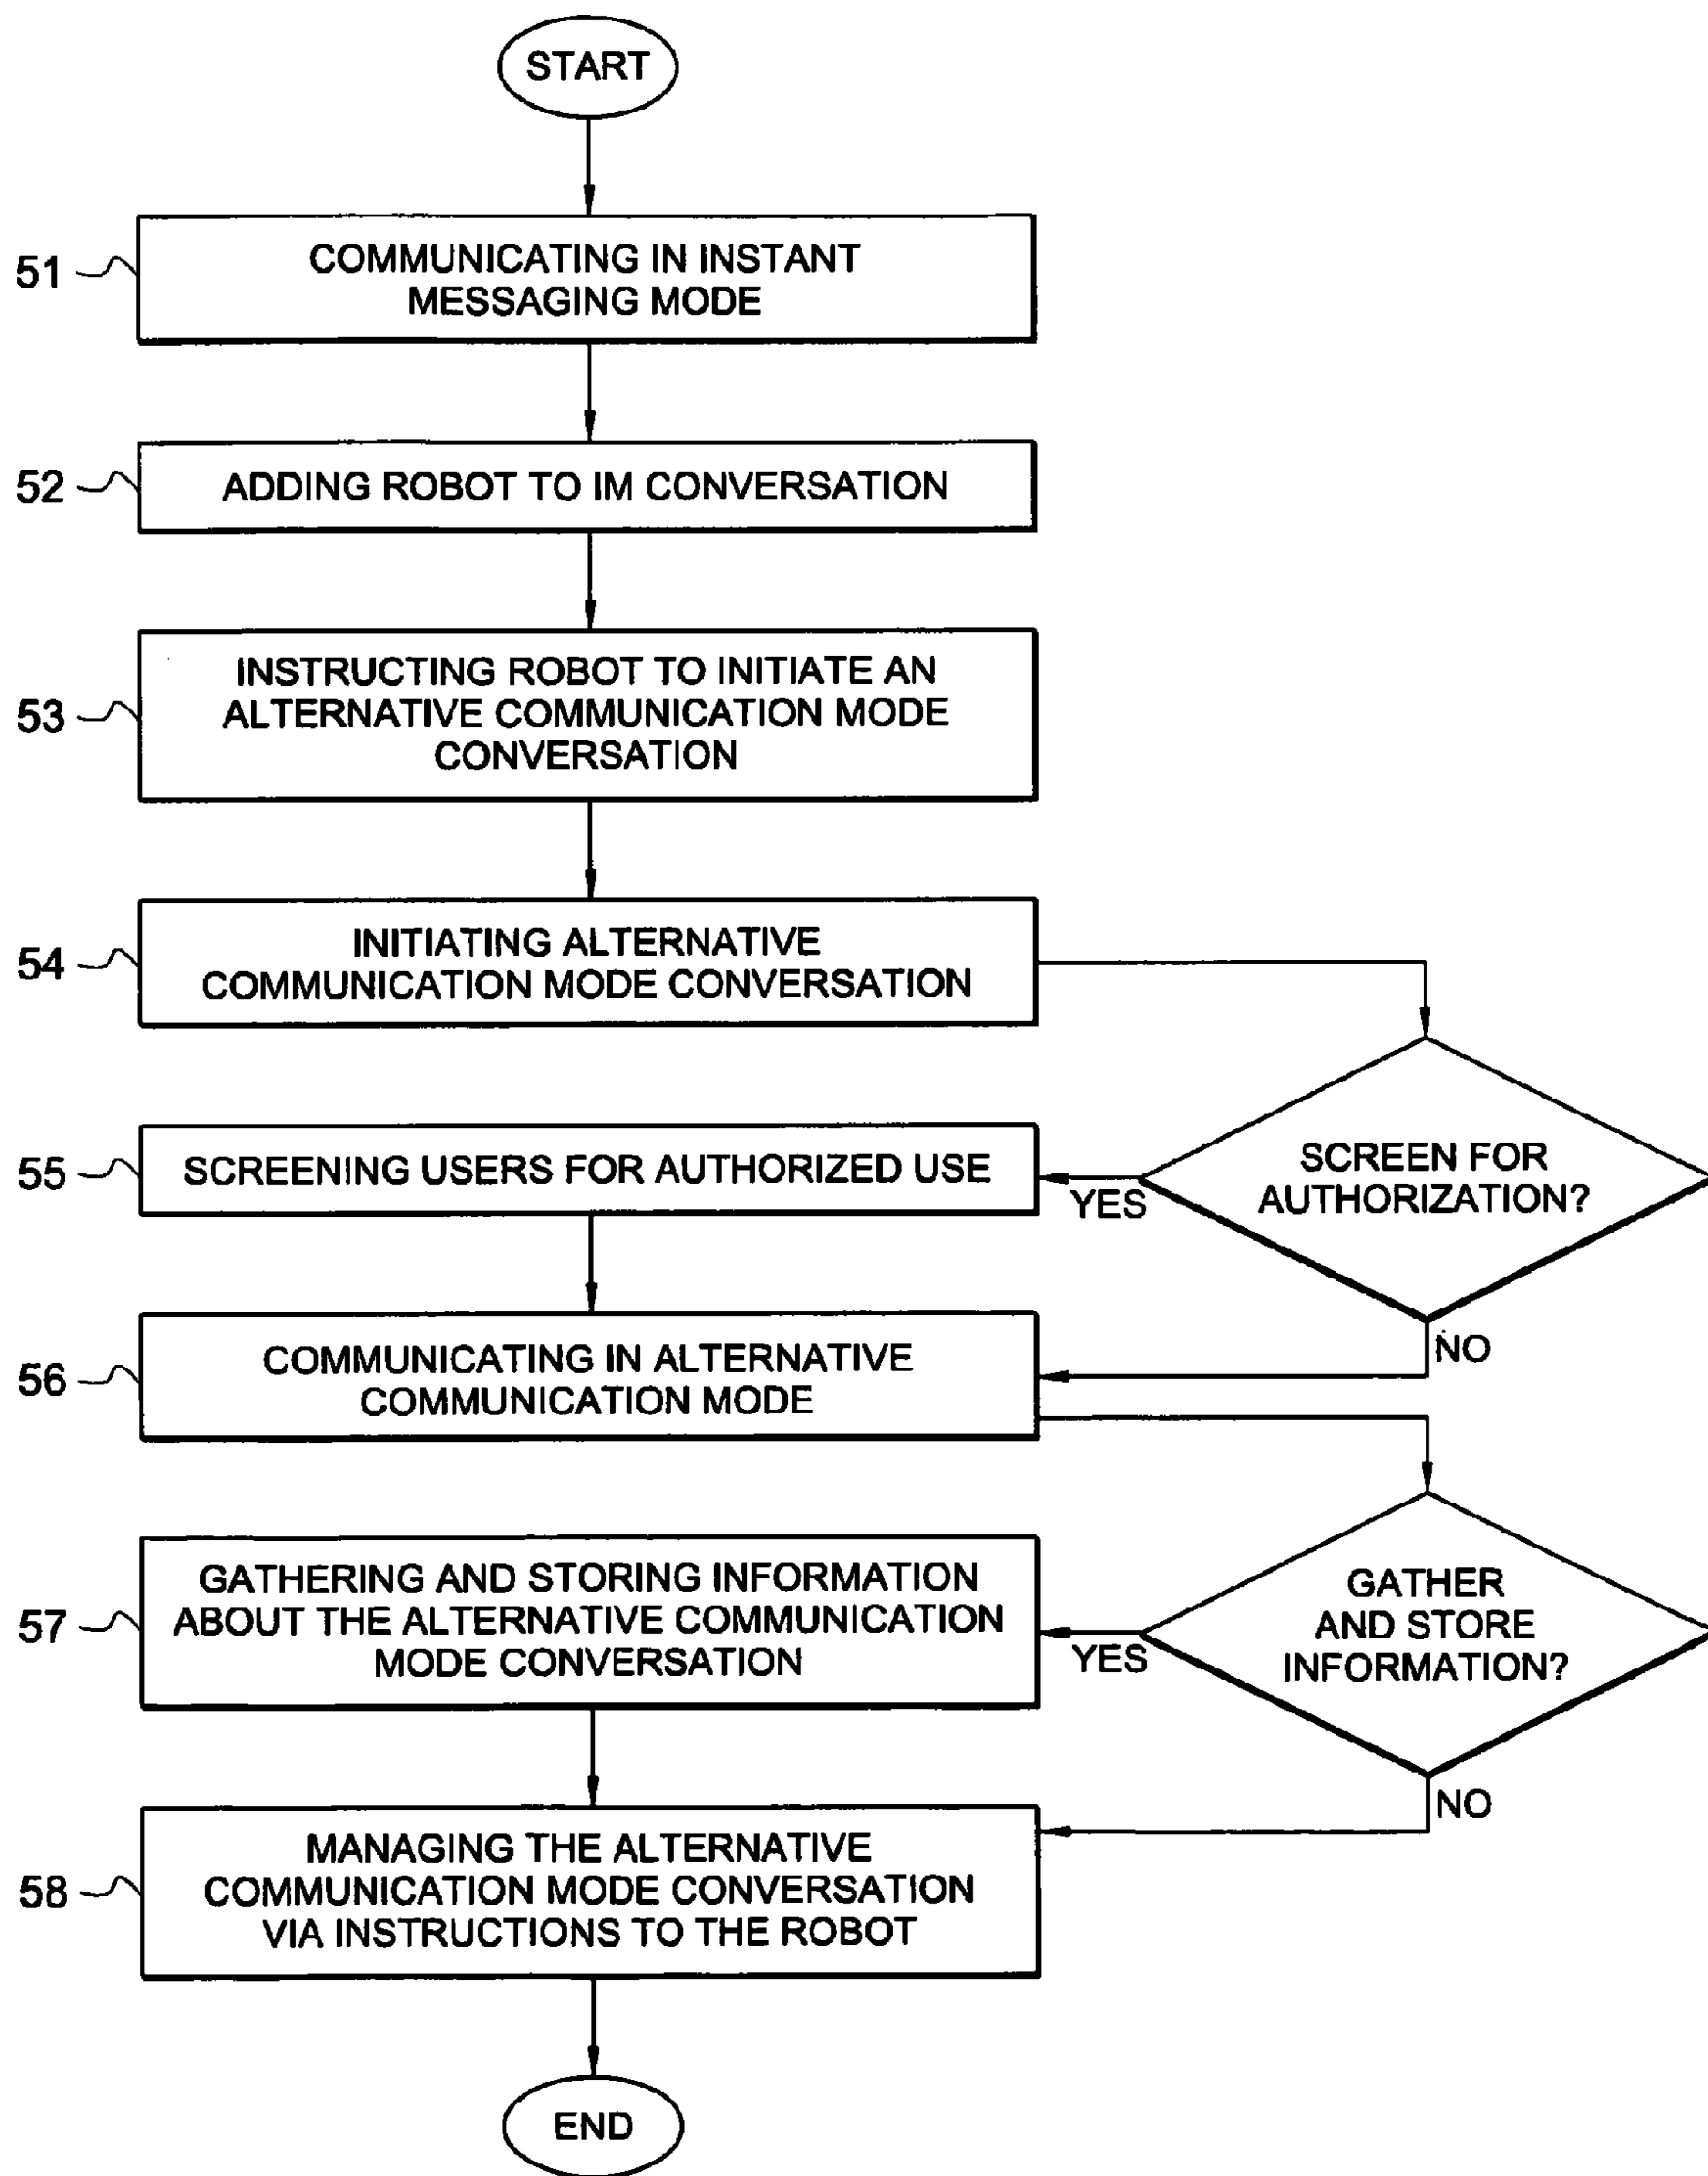 START
51
COMMUNICATING IN INSTANT
MESSAGING MODE
52
ADDING ROBOT TO IM CONVERSATION
53
INSTRUCTING ROBOT TO INITIATE AN
ALTERNATIVE COMMUNICATION MODE
CONVERSATION
54
INITIATING ALTERNATIVE
COMMUNICATION MODE CONVERSATION
SCREEN FOR
AUTHORIZATION?
YES
NO
55
SCREENING USERS FOR AUTHORIZED USE
56
COMMUNICATING IN ALTERNATIVE
COMMUNICATION MODE
GATHER
AND STORE
INFORMATION?
YES
NO
57
GATHERING AND STORING INFORMATION
ABOUT THE ALTERNATIVE COMMUNICATION
MODE CONVERSATION
58
MANAGING THE ALTERNATIVE
COMMUNICATION MODE CONVERSATION
VIA INSTRUCTIONS TO THE ROBOT
END